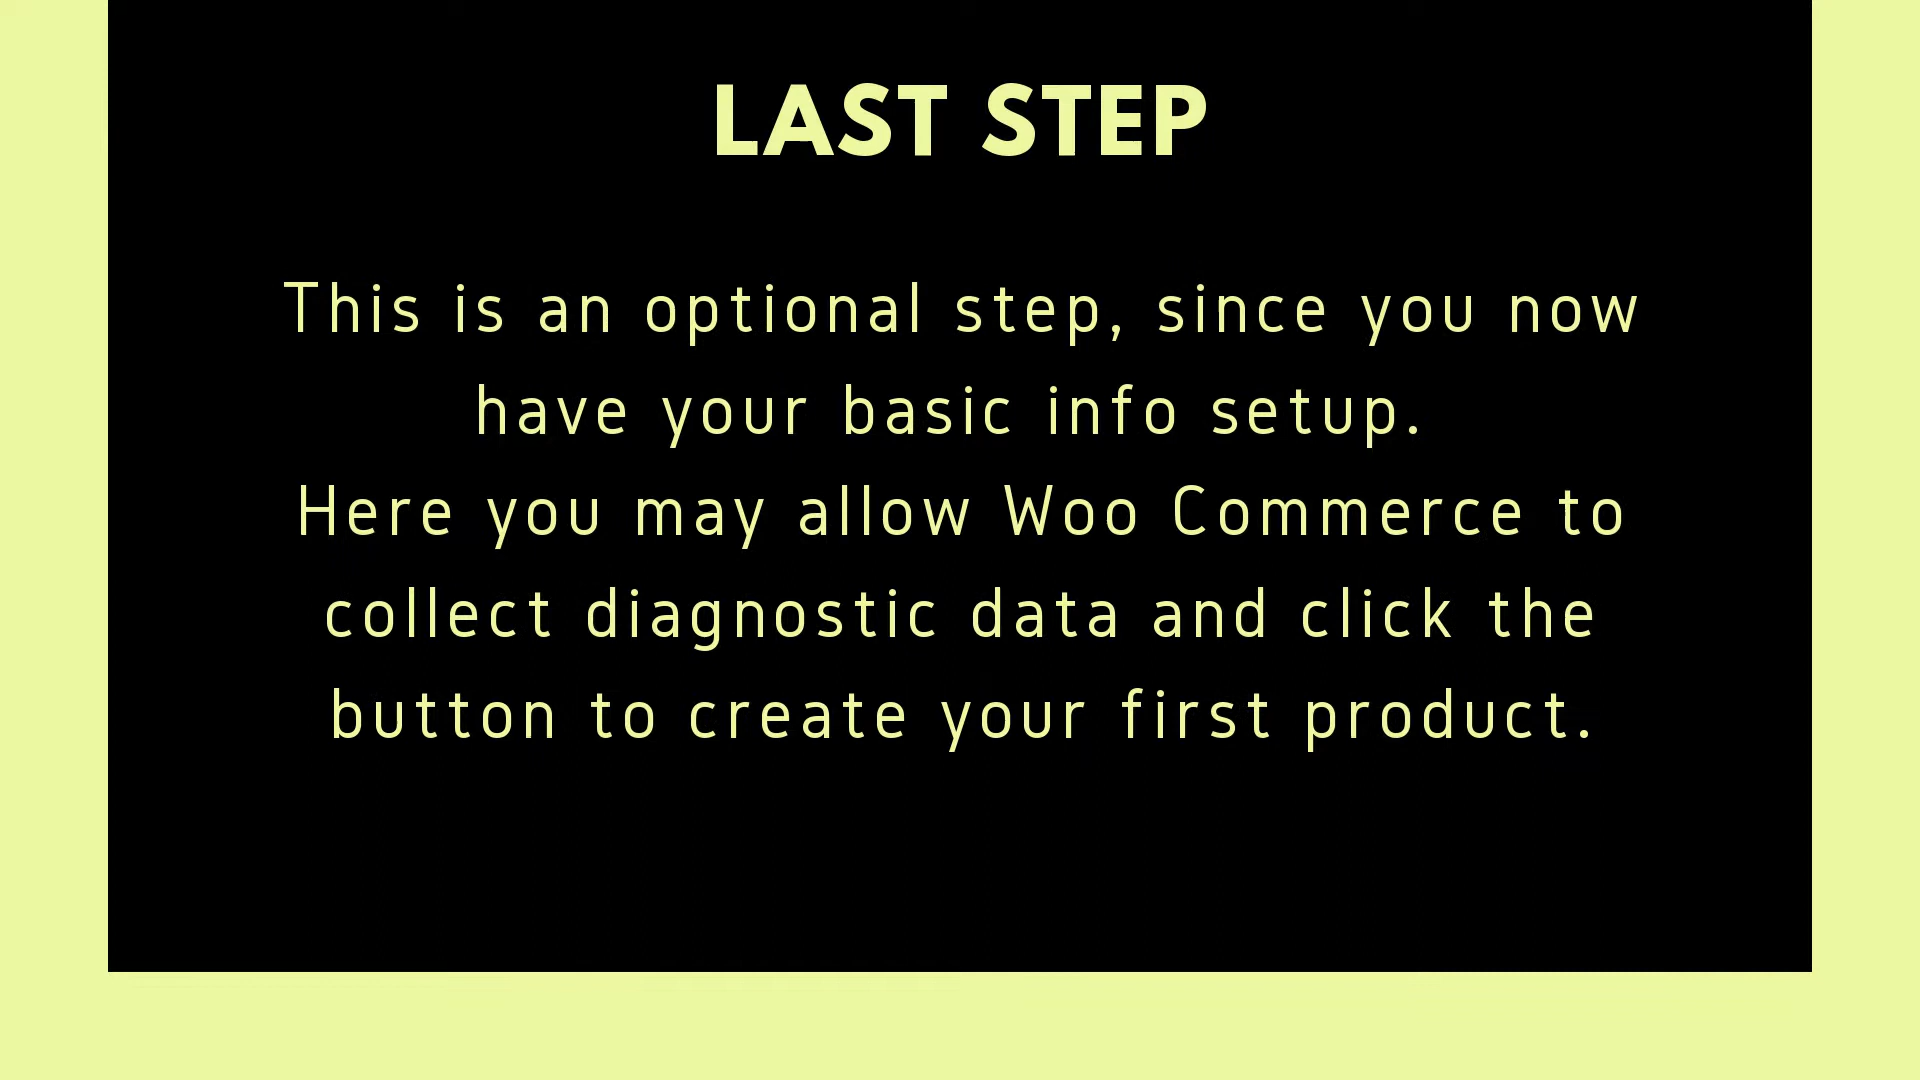 LAST STEP
This is an optional step, since you now
have your basic info setup.
Here you may allow Woo Commerce to
collect diagnostic data and click the
button to create your first product.